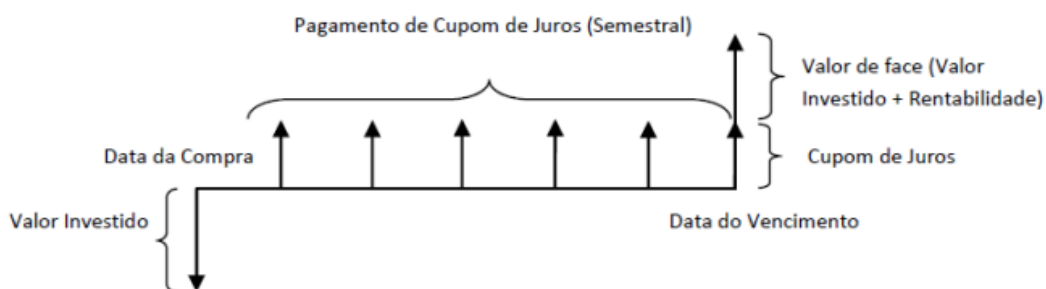 Pagamento de Cupom de Juros (Semestral)
Valor de face (Valor
Investido + Rentabilidade)
Data da Compra
Cupom de Juros
Valor Investido
Data do Vencimento